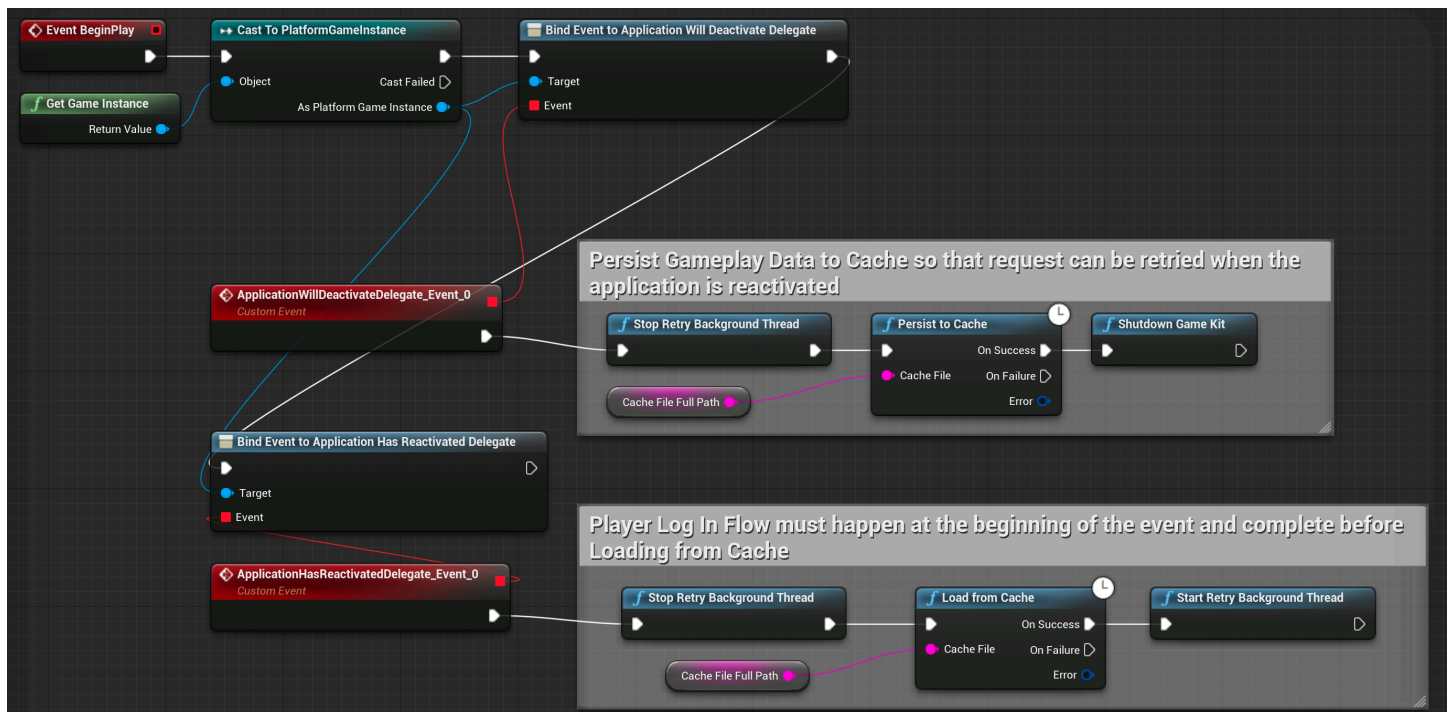 Event BeginPlay
Get Game Instance
Return Value
Cast To PlatformGameInstance
Object
Cast Failed
As Platform Game Instance
Bind Event to Application Will Deactivate Delegate
Target
Event
ApplicationWillDeactivateDelegate_Event_0
Custom Event
Persist Gameplay Data to Cache so that request can be retried when the
application is reactivated
Stop Retry Background Thread
Cache File Full Path
Persist to Cache
On Success
Cache File
On Failure
Error
Shutdown Game Kit
Bind Event to Application Has Reactivated Delegate
Target
Event
ApplicationHasReactivatedDelegate_Event_0
Custom Event
Player Log In Flow must happen at the beginning of the event and complete before
Loading from Cache
Stop Retry Background Thread
Cache File Full Path
Load from Cache
On Success
Cache File
On Failure
Error
Start Retry Background Thread